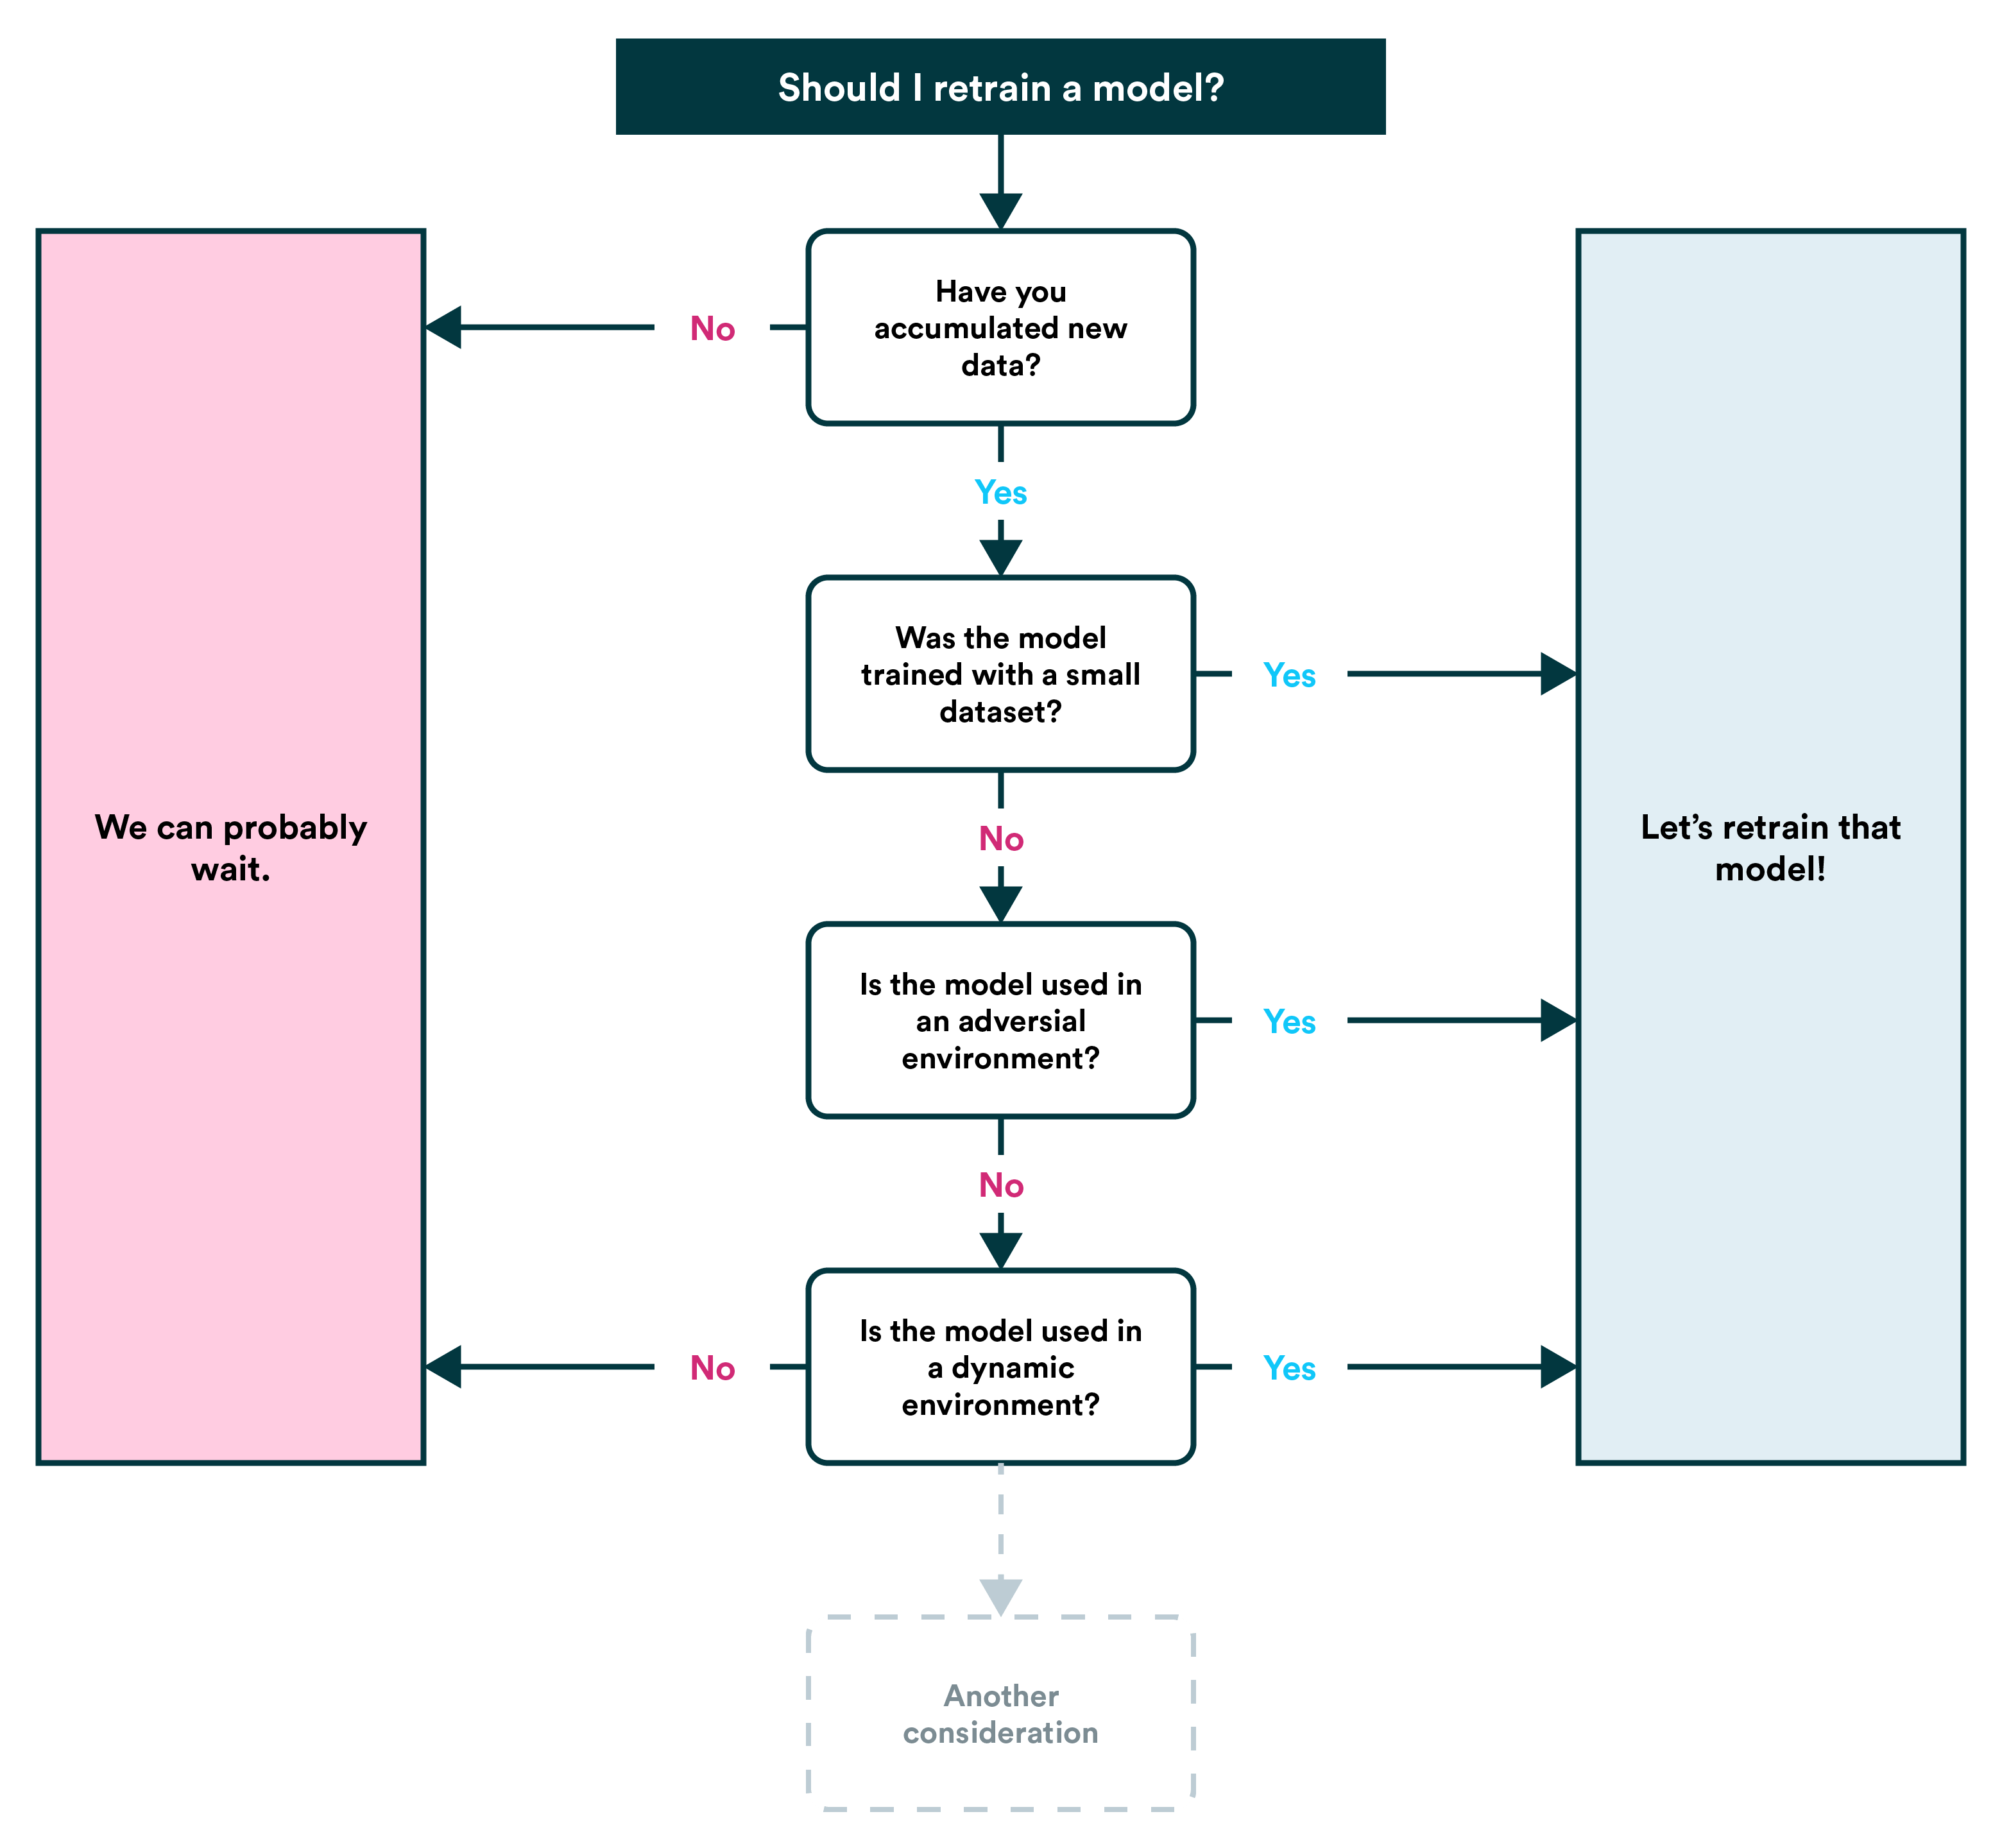 Should I retrain a model?
Have you
accumulated new
data?
No
Yes
Was the model
trained with a small
dataset?
Yes
We can probably
wait.
Let’s retrain that
model!
No
Is the model used in
an adversial
environment?
Yes
No
Is the model used in
a dynamic
environment?
No
Yes
Another
consideration